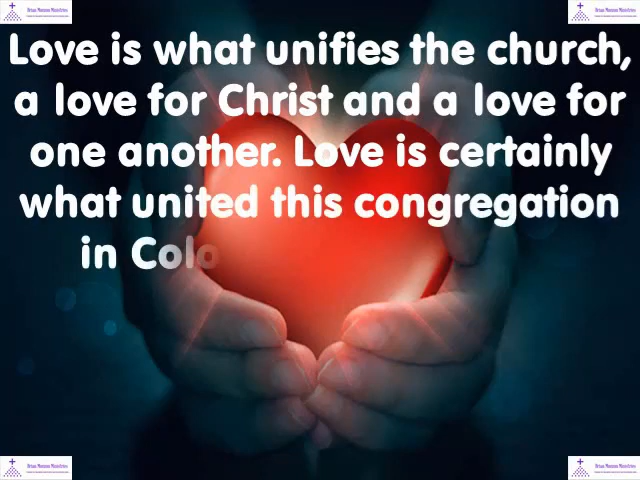 Love is what unifies the church,
a love for Christ and a love for
one another. Love is certainly
what united this congregation
in Colo